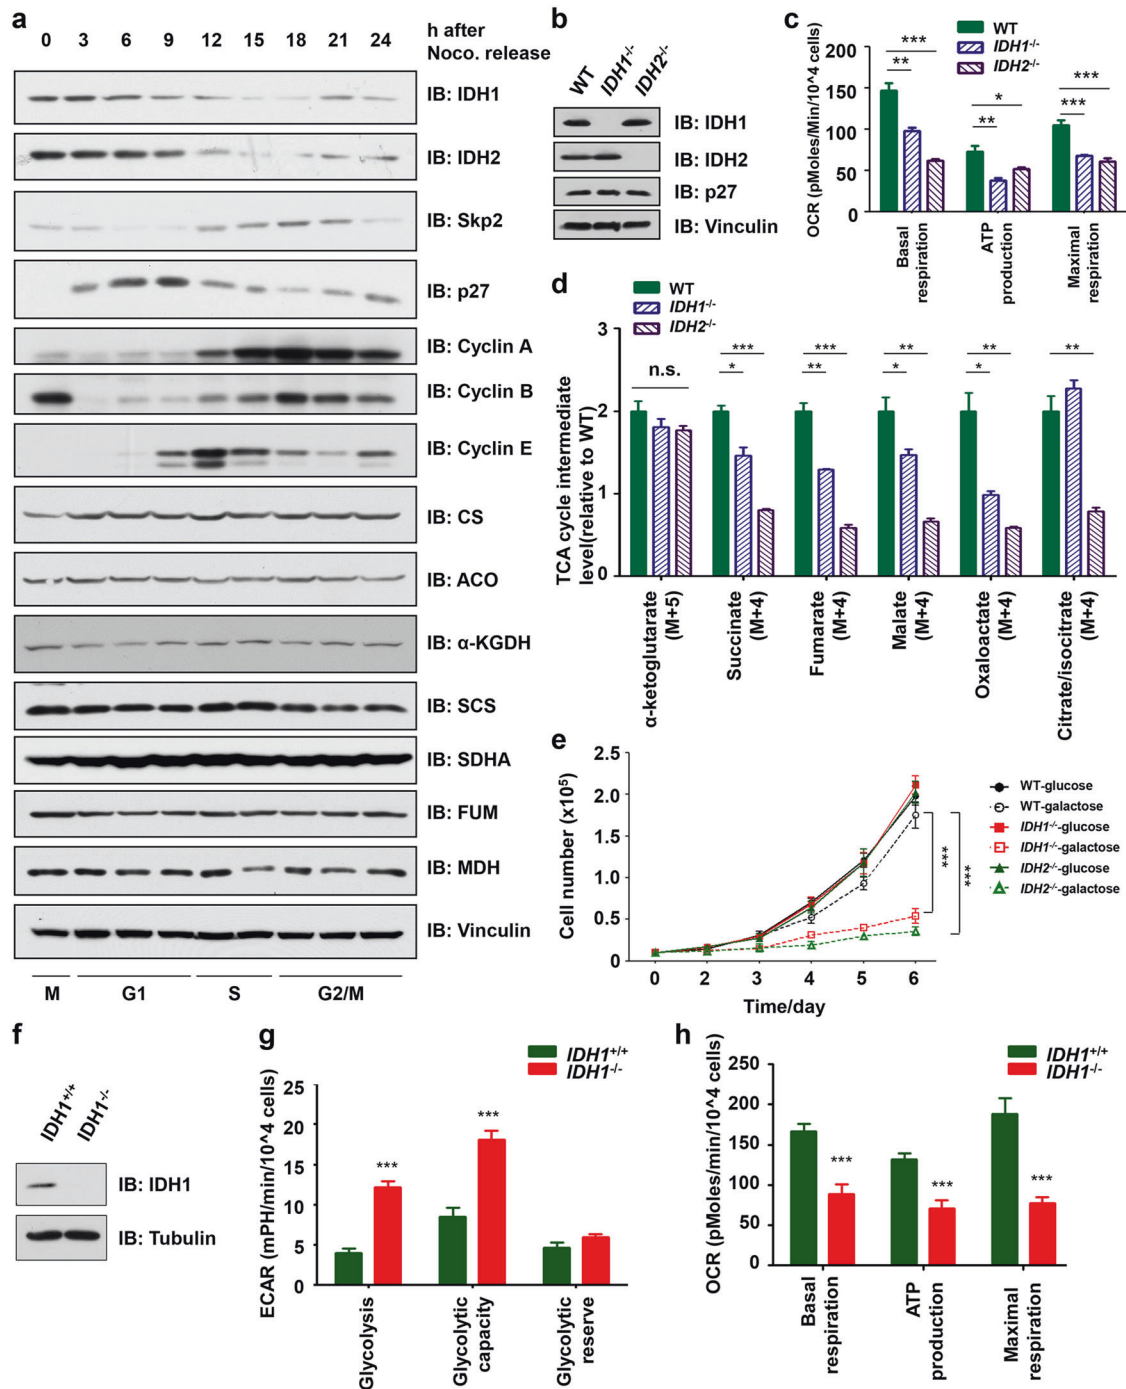 a
0 3 6 9 12 15 18 21 24 h after
Noco. release
IB: IDH1
IB: IDH2
IB: Skp2
IB: p27
IB: Cyclin A
IB: Cyclin B
IB: Cyclin E
IB: CS
IB: ACO
IB: α-KGDH
IB: SCS
IB: SDHA
IB: FUM
IB: MDH
IB: Vinculin
M G1 S G2/M
b
WT IDH1-/- IDH2-/-
IB: IDH1
IB: IDH2
IB: p27
IB: Vinculin
c
WT
IDH1-/-
IDH2-/-
OCR (pMoles/Min/10^4 cells)
200
150
100
50
0
***
**
*
**
***
***
Basal
respiration
ATP
production
Maximal
respiration
d
WT
IDH1-/-
IDH2-/-
TCA cycle intermediate
level(relative to WT)
3
2
1
0
n.s.
***
*
***
**
**
*
**
*
**
α-ketoglutarate
(M+5)
Succinate
(M+4)
Fumarate
(M+4)
Malate
(M+4)
Oxaloactate
(M+4)
Citrate/isocitrate
(M+4)
e
Cell number (x10⁵)
2.5
2.0
1.5
1.0
0.5
0
0 2 3 4 5 6
Time/day
***
***
WT-glucose
WT-galactose
IDH1-/--glucose
IDH1-/--galactose
IDH2-/--glucose
IDH2-/--galactose
f
IDH1+/+ IDH1-/-
IB: IDH1
IB: Tubulin
g
IDH1+/+
IDH1-/-
ECAR (mPH/min/10^4 cells)
25
20
15
10
5
0
***
***
Glycolysis
Glycolytic
capacity
Glycolytic
reserve
h
IDH1+/+
IDH1-/-
OCR (pMoles/min/10^4 cells)
250
200
150
100
50
0
***
***
***
Basal
respiration
ATP
production
Maximal
respiration